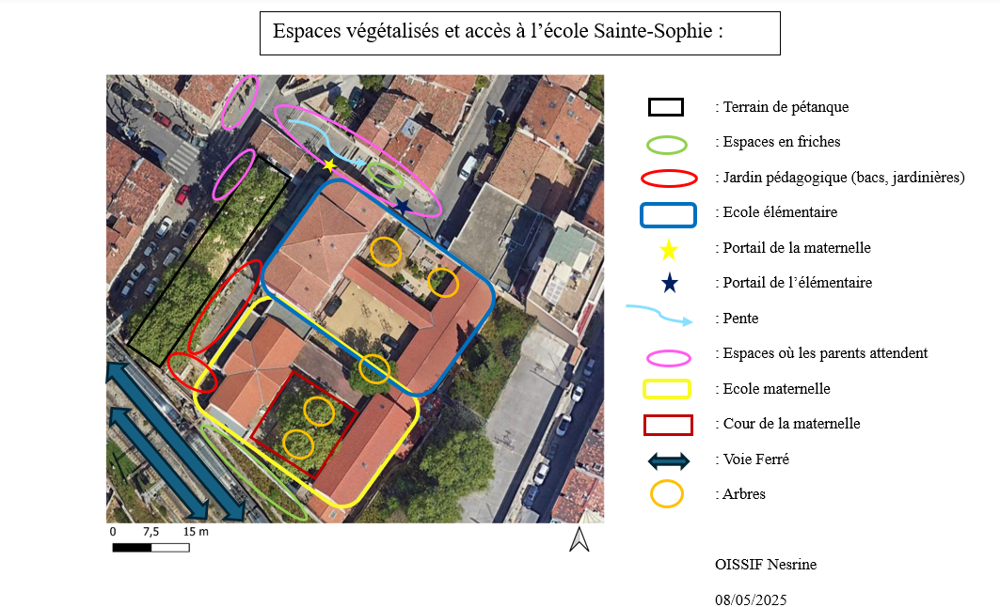 Espaces végétalisés et accès à l’école Sainte-Sophie :
: Terrain de pétanque
: Espaces en friches
: Jardin pédagogique (bacs, jardinières)
: Ecole élémentaire
: Portail de la maternelle
: Portail de l’élémentaire
: Pente
: Espaces où les parents attendent
: Ecole maternelle
: Cour de la maternelle
: Voie Ferré
: Arbres
0 7,5 15 m
OISSIF Nesrine
08/05/2025